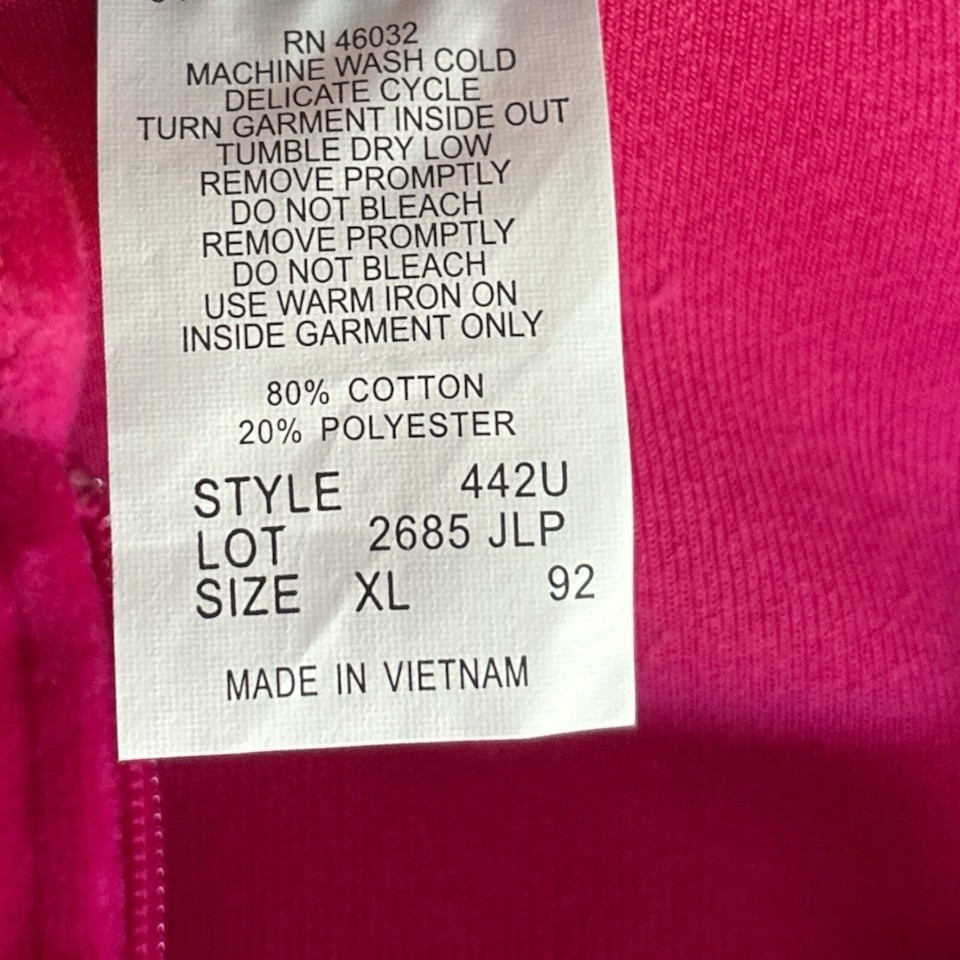 RN 46032
MACHINE WASH COLD
DELICATE CYCLE
TURN GARMENT INSIDE OUT
TUMBLE DRY LOW
REMOVE PROMPTLY
DO NOT BLEACH
REMOVE PROMPTLY
DO NOT BLEACH
USE WARM IRON ON
INSIDE GARMENT ONLY
80% COTTON
20% POLYESTER
STYLE 442U
LOT 2685 JLP
SIZE XL 92
MADE IN VIETNAM